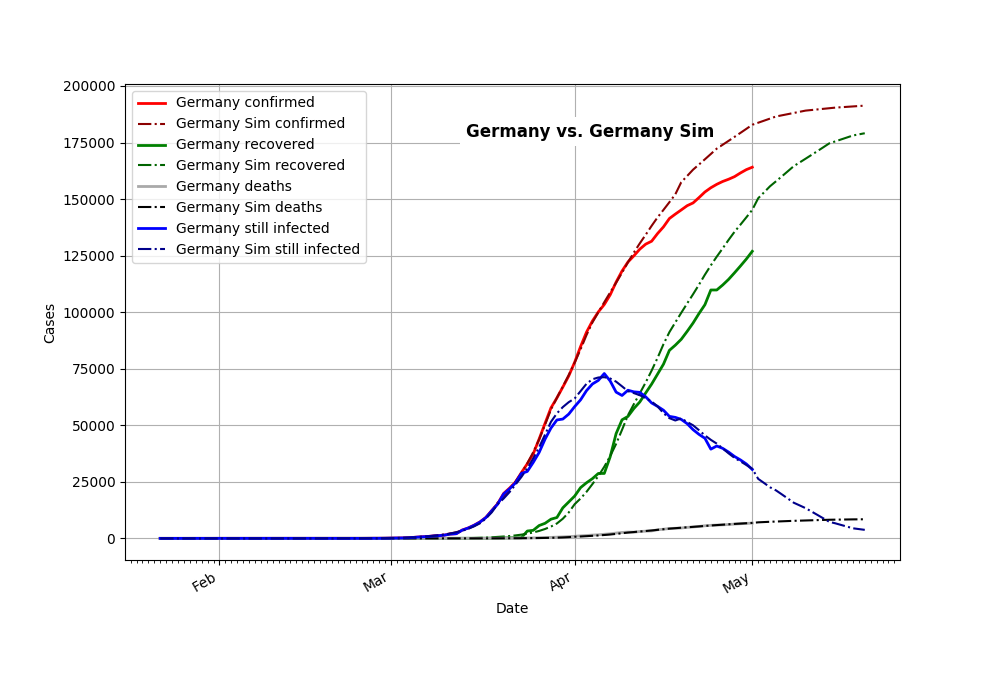 Germany vs. Germany Sim
Germany confirmed
Germany Sim confirmed
Germany recovered
Germany Sim recovered
Germany deaths
Germany Sim deaths
Germany still infected
Germany Sim still infected
Cases
200000
175000
150000
125000
100000
75000
50000
25000
0
Feb
Mar
Apr
May
Date